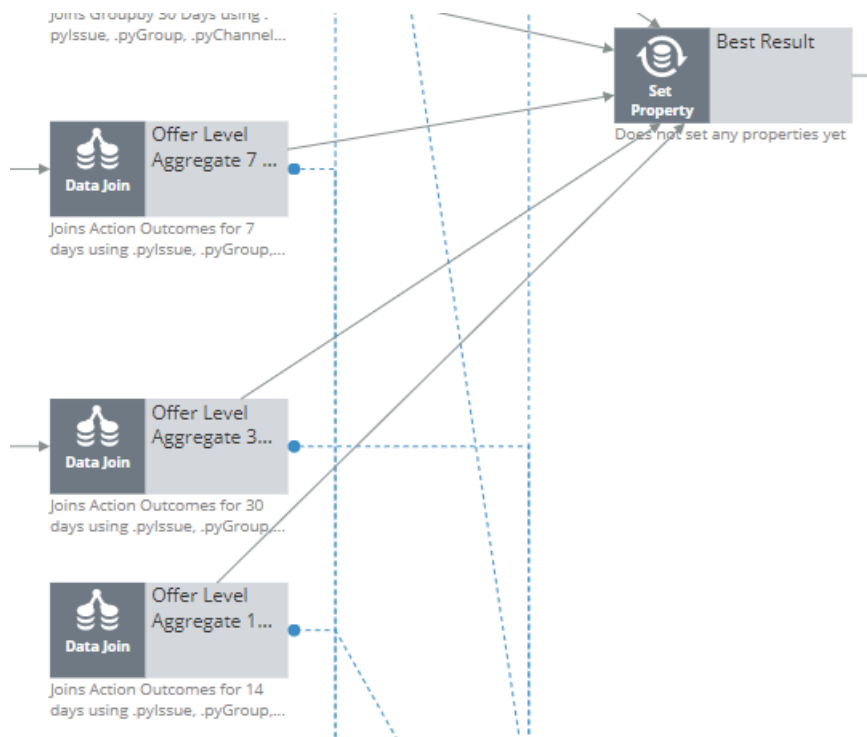 Joins Groupby 30 Days using .
pyIssue, .pyGroup, .pyChannel...
Best Result
Set
Property
Does not set any properties yet
Offer Level
Aggregate 7 ...
Data Join
Joins Action Outcomes for 7
days using .pyIssue, .pyGroup,...
Offer Level
Aggregate 3...
Data Join
Joins Action Outcomes for 30
days using .pyIssue, .pyGroup,...
Offer Level
Aggregate 1...
Data Join
Joins Action Outcomes for 14
days using .pyIssue, .pyGroup,...